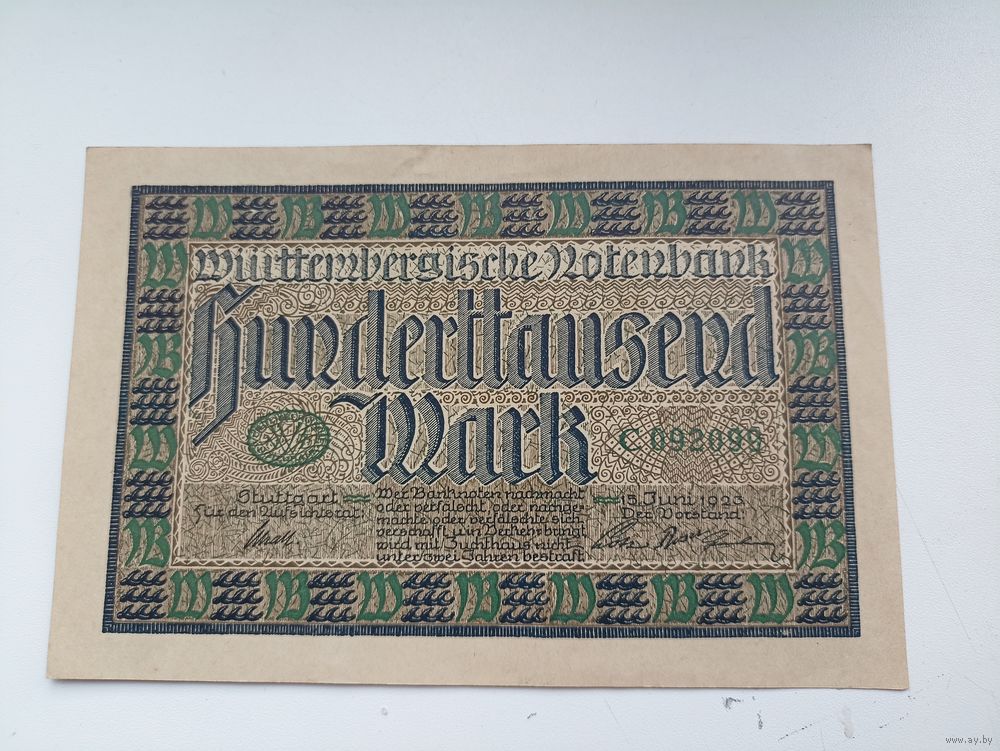 Württembergische Notenbank
Hunderttausend
Mark
C 092099
Stuttgart
Für den Aufsichtsrat:
Wer Banknoten nachmacht
oder verfälscht, oder nachge-
machte oder verfälschte sich
verschafft u. in Verkehr bringt
wird mit Zuchthaus nicht
unter zwei Jahren bestraft
15. Juni 1923
Der Vorstand
www.ay.by